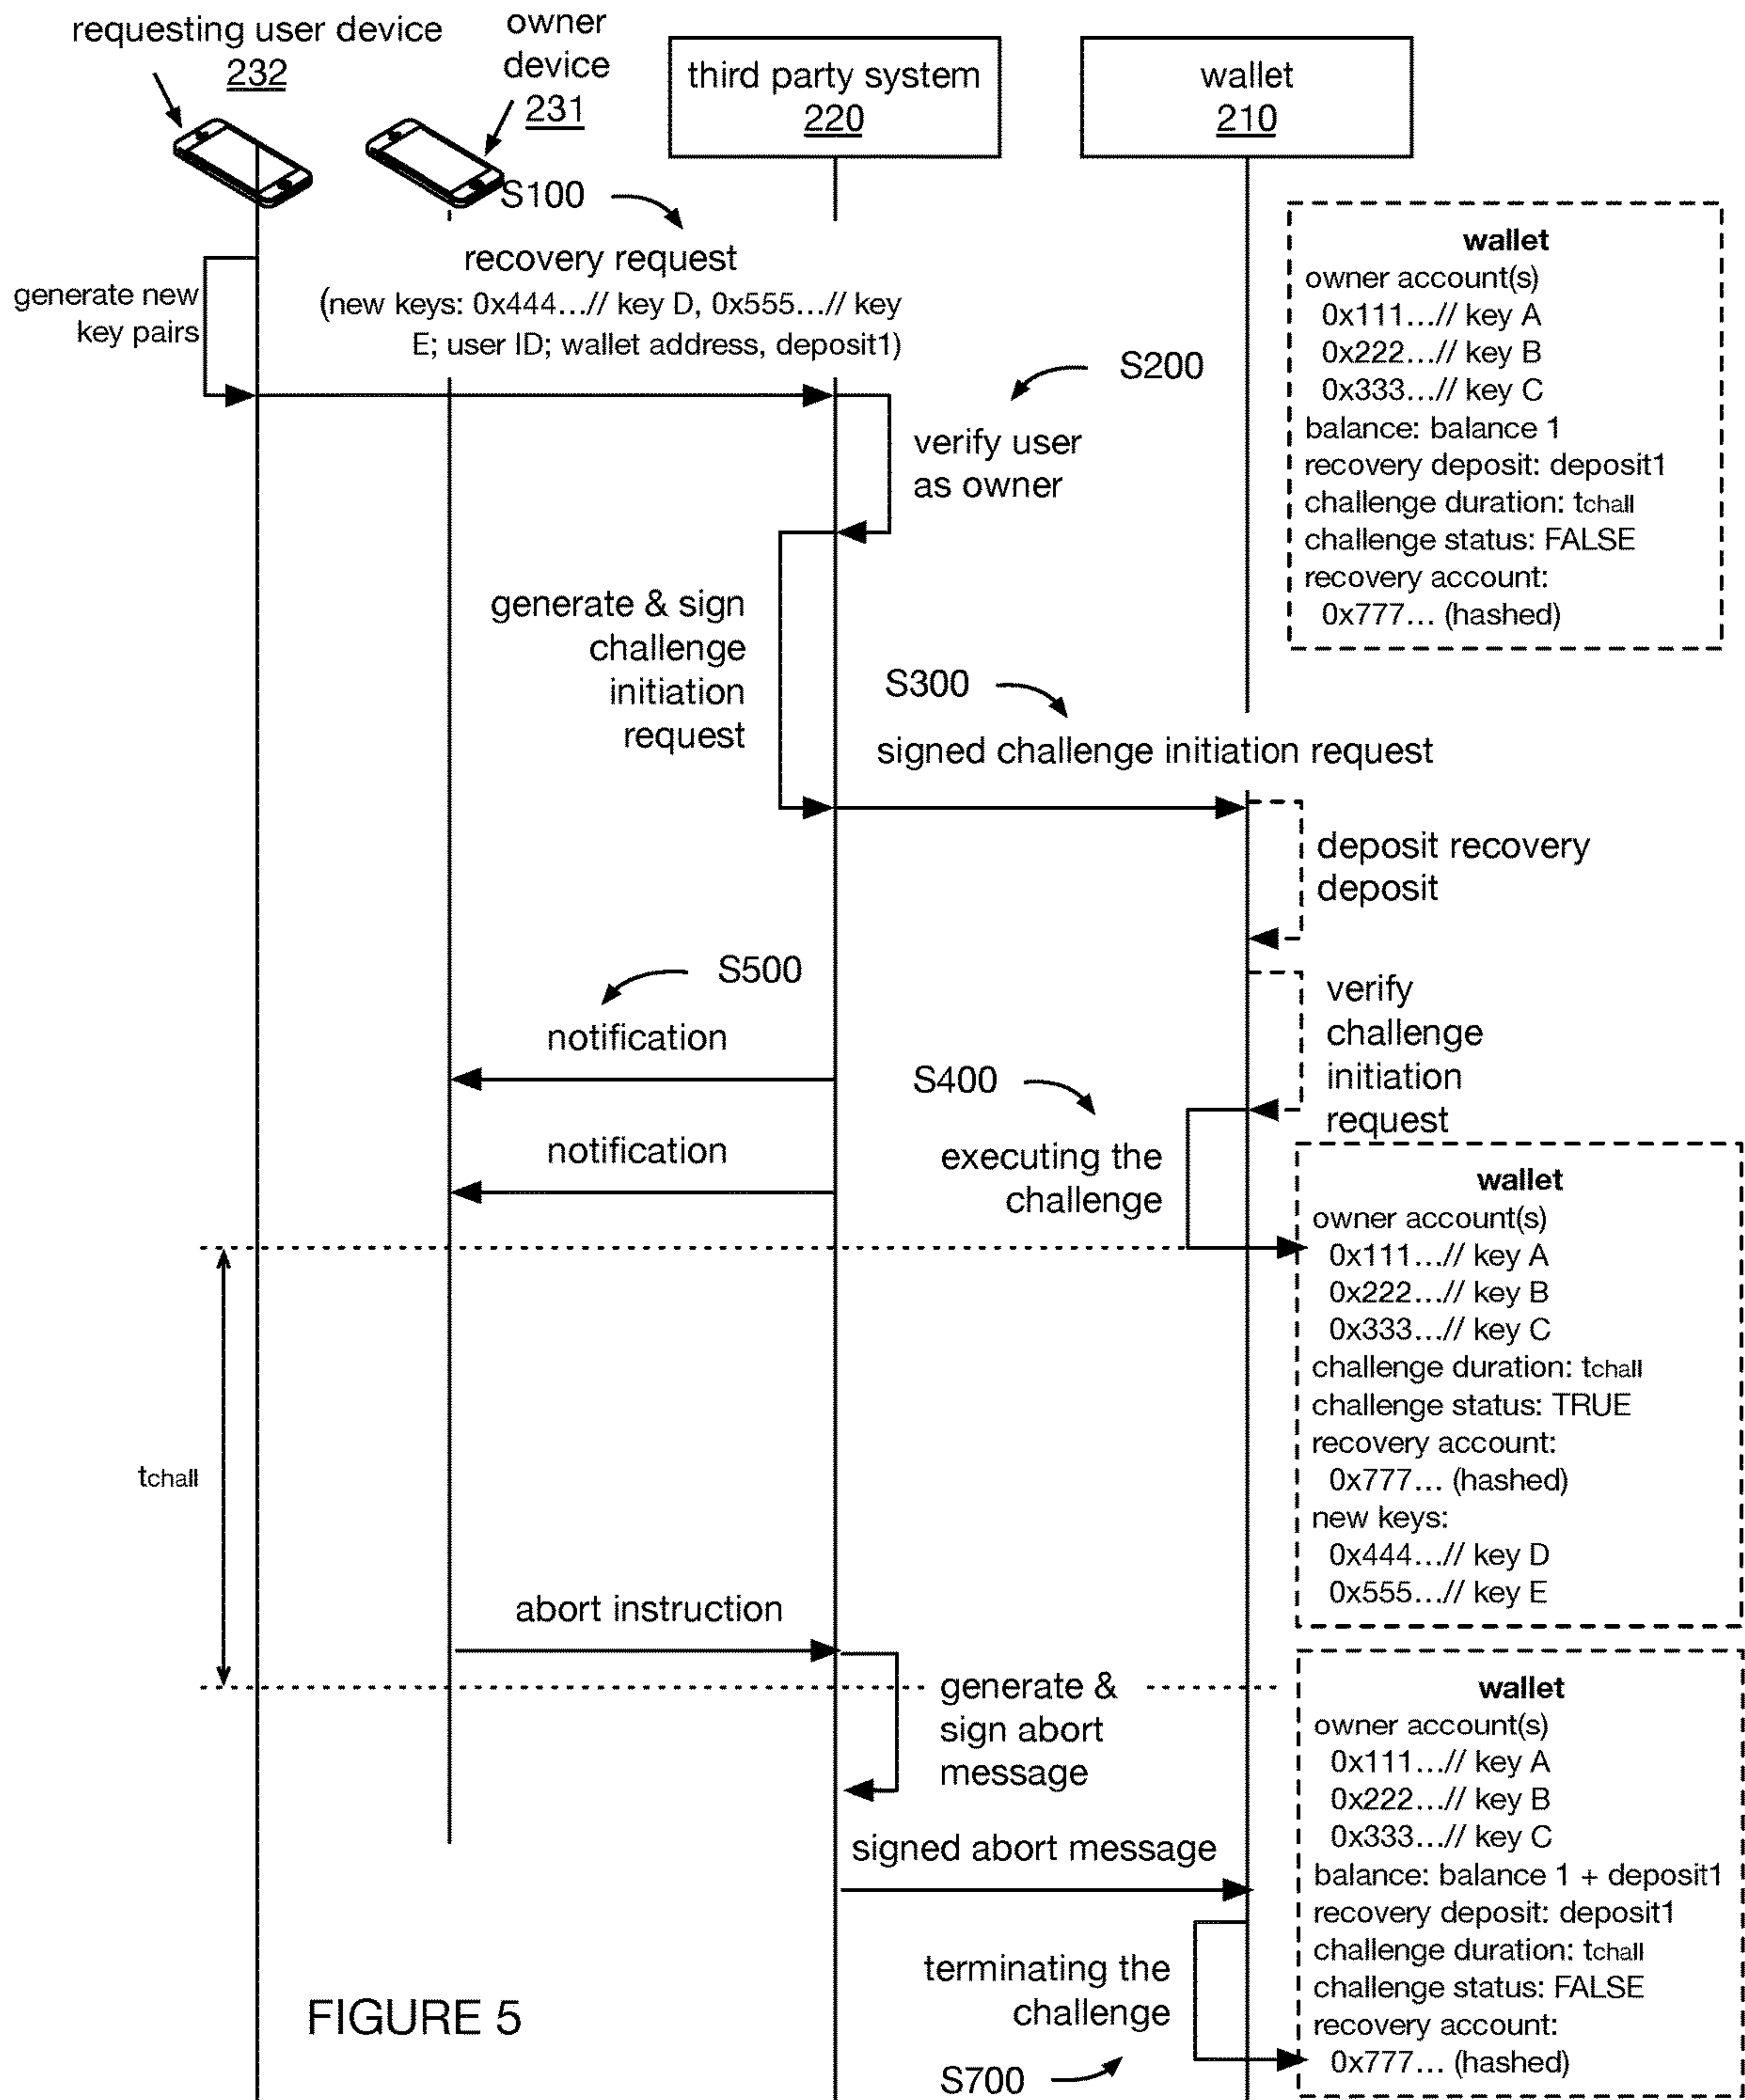 requesting user device
232
owner
device
231
third party system
220
wallet
210
S100
recovery request
(new keys: 0x444...// key D, 0x555...// key
E; user ID; wallet address, deposit1)
generate new
key pairs
S200
verify user
as owner
wallet
owner account(s)
0x111...// key A
0x222...// key B
0x333...// key C
balance: balance 1
recovery deposit: deposit1
challenge duration: tchall
challenge status: FALSE
recovery account:
0x777... (hashed)
generate & sign
challenge
initiation
request
S300
signed challenge initiation request
deposit recovery
deposit
S500
notification
verify
challenge
initiation
request
S400
notification
executing the
challenge
wallet
owner account(s)
0x111...// key A
0x222...// key B
0x333...// key C
challenge duration: tchall
challenge status: TRUE
recovery account:
0x777... (hashed)
new keys:
0x444...// key D
0x555...// key E
tchall
abort instruction
generate &
sign abort
message
signed abort message
wallet
owner account(s)
0x111...// key A
0x222...// key B
0x333...// key C
balance: balance 1 + deposit1
recovery deposit: deposit1
challenge duration: tchall
challenge status: FALSE
recovery account:
0x777... (hashed)
terminating the
challenge
S700
FIGURE 5